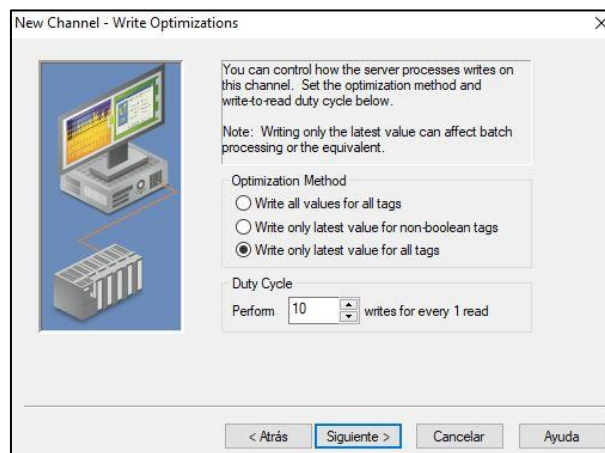 New Channel - Write Optimizations
You can control how the server processes writes on
this channel. Set the optimization method and
write-to-read duty cycle below.
Note: Writing only the latest value can affect batch
processing or the equivalent.
Optimization Method
Write all values for all tags
Write only latest value for non-boolean tags
Write only latest value for all tags
Duty Cycle
Perform 10 writes for every 1 read
< Atrás Siguiente > Cancelar Ayuda